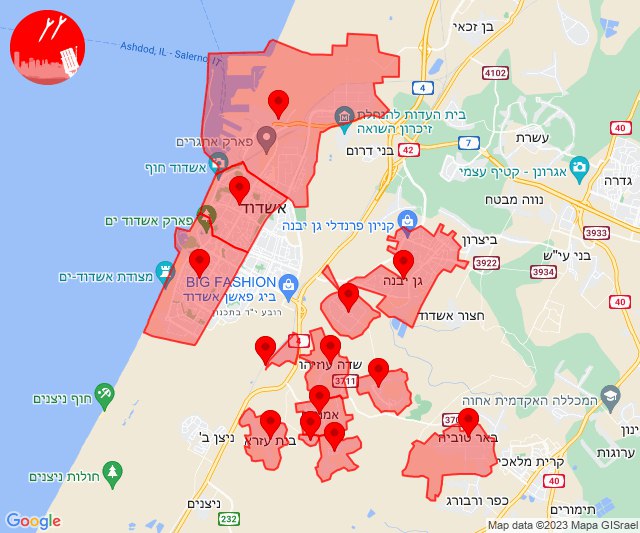 בן זכאי
Ashdod, IL - Salerno, IT
4102
4
בית העדות להנחלת
זיכרון השואה
פארק אתגרים
עשרת
40
7
42
בני דרום
אשדוד חוף
אגרונן - קטיף עצמי
גדרה
נווה מבטח
אשדוד
פארק אשדוד ים
קניון פרנדלי גן יבנה
3933
ביצרון
40
בני עי"ש
3922
3934
מצודת אשדוד-ים
BIG FASHION
ביג פאשן אשדוד
גן יבנה
רובע י"ד בתכנון
חצור אשדוד
4
שדה עוזיהו
3711
חוף ניצנים
המכללה האקדמית אחוה
ניצן ב'
בת עזרא
באר טוביה
ינון
קרית מלאכי
ערוגות
חולות ניצנים
40
ניצנים
כפר ורבורג
תימורים
232
Google
Map data ©2023 Mapa GISrael